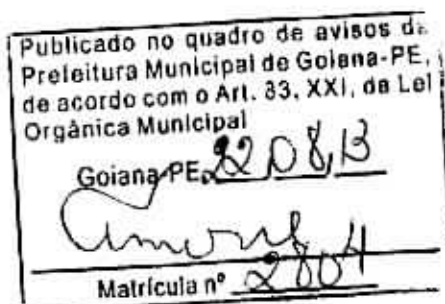 Publicado no quadro de avisos da
Prefeitura Municipal de Goiana-PE,
de acordo com o Art. 33, XXI, da Lei
Orgânica Municipal
Goiana-PE, 22,08,13
Matrícula nº 2804